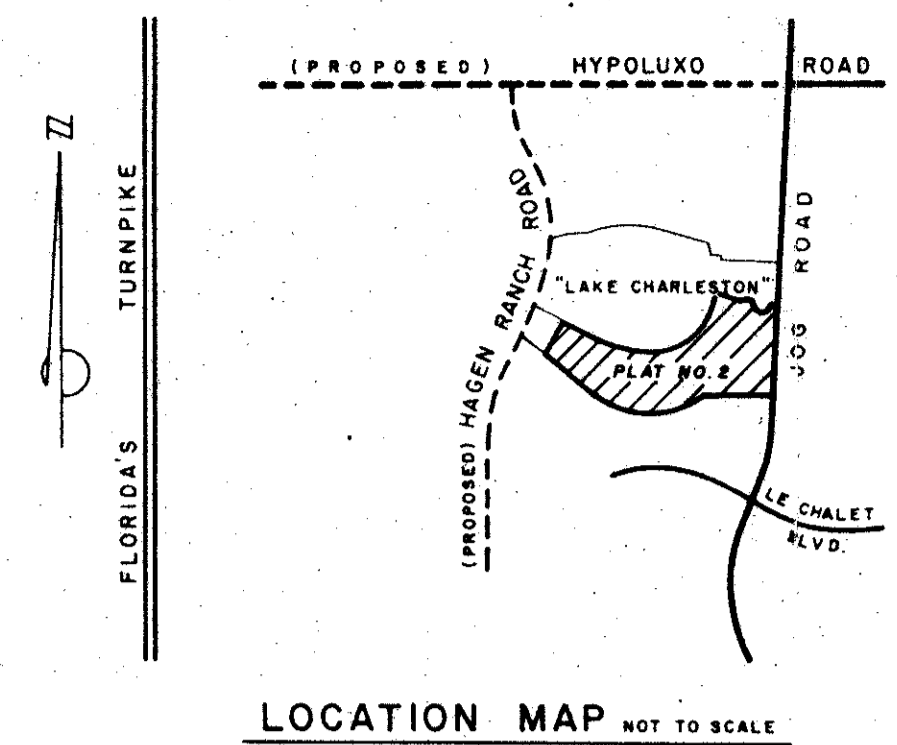 (PROPOSED) HYPOLUXO ROAD
N
FLORIDA'S TURNPIKE
(PROPOSED) HAGEN RANCH ROAD
JOG ROAD
"LAKE CHARLESTON"
PLAT NO. 2
LE CHALET
BLVD.
LOCATION MAP NOT TO SCALE